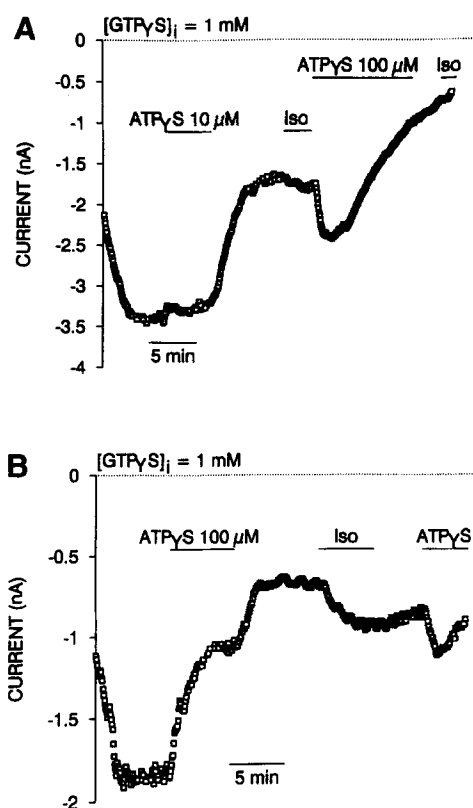 A
[GTPγS]i = 1 mM
0
-0.5
-1
-1.5
-2
-2.5
-3
-3.5
-4
CURRENT (nA)
ATPγS 10 μM
Iso
ATPγS 100 μM
Iso
5 min
B
[GTPγS]i = 1 mM
0
-0.5
-1
-1.5
-2
CURRENT (nA)
ATPγS 100 μM
Iso
ATPγS
5 min